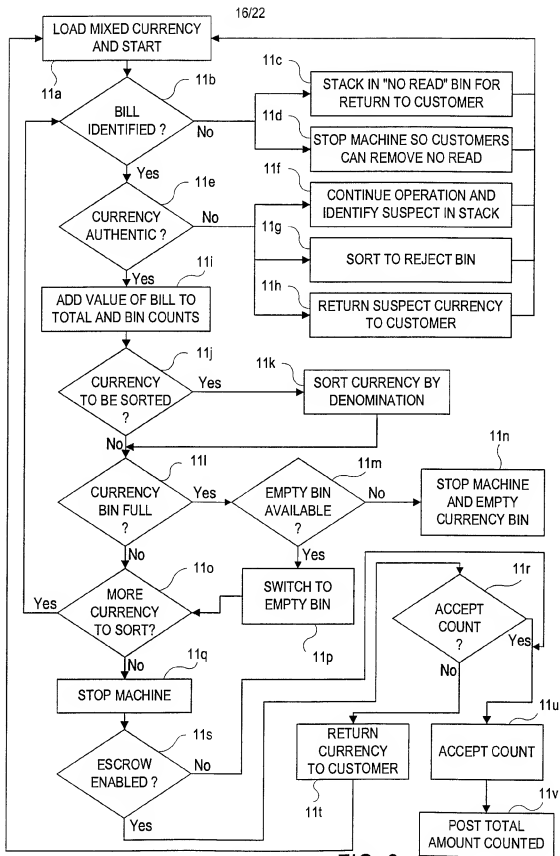 16/22
LOAD MIXED CURRENCY
AND START
11a
11b
BILL
IDENTIFIED ?
No
Yes
11c
STACK IN "NO READ" BIN FOR
RETURN TO CUSTOMER
11d
STOP MACHINE SO CUSTOMERS
CAN REMOVE NO READ
11e
CURRENCY
AUTHENTIC ?
No
Yes
11f
CONTINUE OPERATION AND
IDENTIFY SUSPECT IN STACK
11g
SORT TO REJECT BIN
11h
RETURN SUSPECT CURRENCY
TO CUSTOMER
11i
ADD VALUE OF BILL TO
TOTAL AND BIN COUNTS
11j
CURRENCY
TO BE SORTED
?
Yes
No
11k
SORT CURRENCY BY
DENOMINATION
11l
CURRENCY
BIN FULL
?
Yes
No
11m
EMPTY BIN
AVAILABLE
?
No
Yes
11n
STOP MACHINE
AND EMPTY
CURRENCY BIN
11o
MORE
CURRENCY
TO SORT?
Yes
No
SWITCH TO
EMPTY BIN
11p
11q
STOP MACHINE
11r
ACCEPT
COUNT
?
Yes
No
11s
ESCROW
ENABLED ?
No
Yes
RETURN
CURRENCY
TO CUSTOMER
11t
11u
ACCEPT COUNT
11v
POST TOTAL
AMOUNT COUNTED